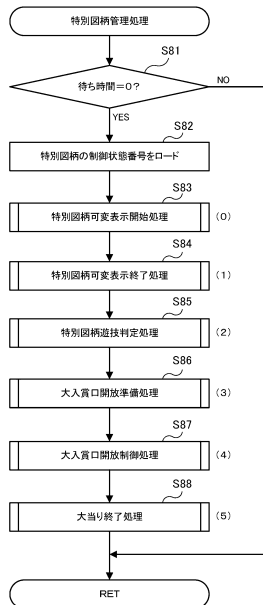 特別図柄管理処理
S81
待ち時間=0?
NO
YES
S82
特別図柄の制御状態番号をロード
S83
特別図柄可変表示開始処理
(0)
S84
特別図柄可変表示終了処理
(1)
S85
特別図柄遊技判定処理
(2)
S86
大入賞口開放準備処理
(3)
S87
大入賞口開放制御処理
(4)
S88
大当り終了処理
(5)
RET